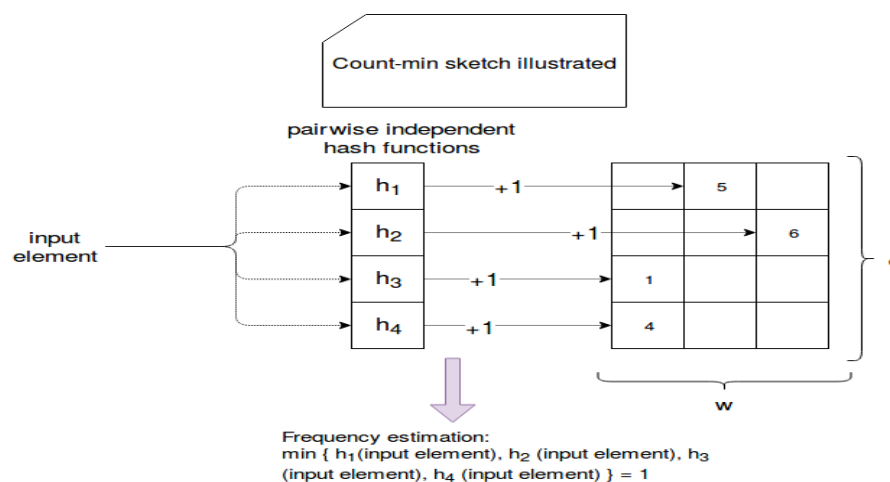 Count-min sketch illustrated
pairwise independent
hash functions
h1 +1 5
h2 +1 6
input
element
h3 +1 1
h4 +1 4
w
Frequency estimation:
min { h1(input element), h2 (input element), h3
(input element), h4 (input element) } = 1